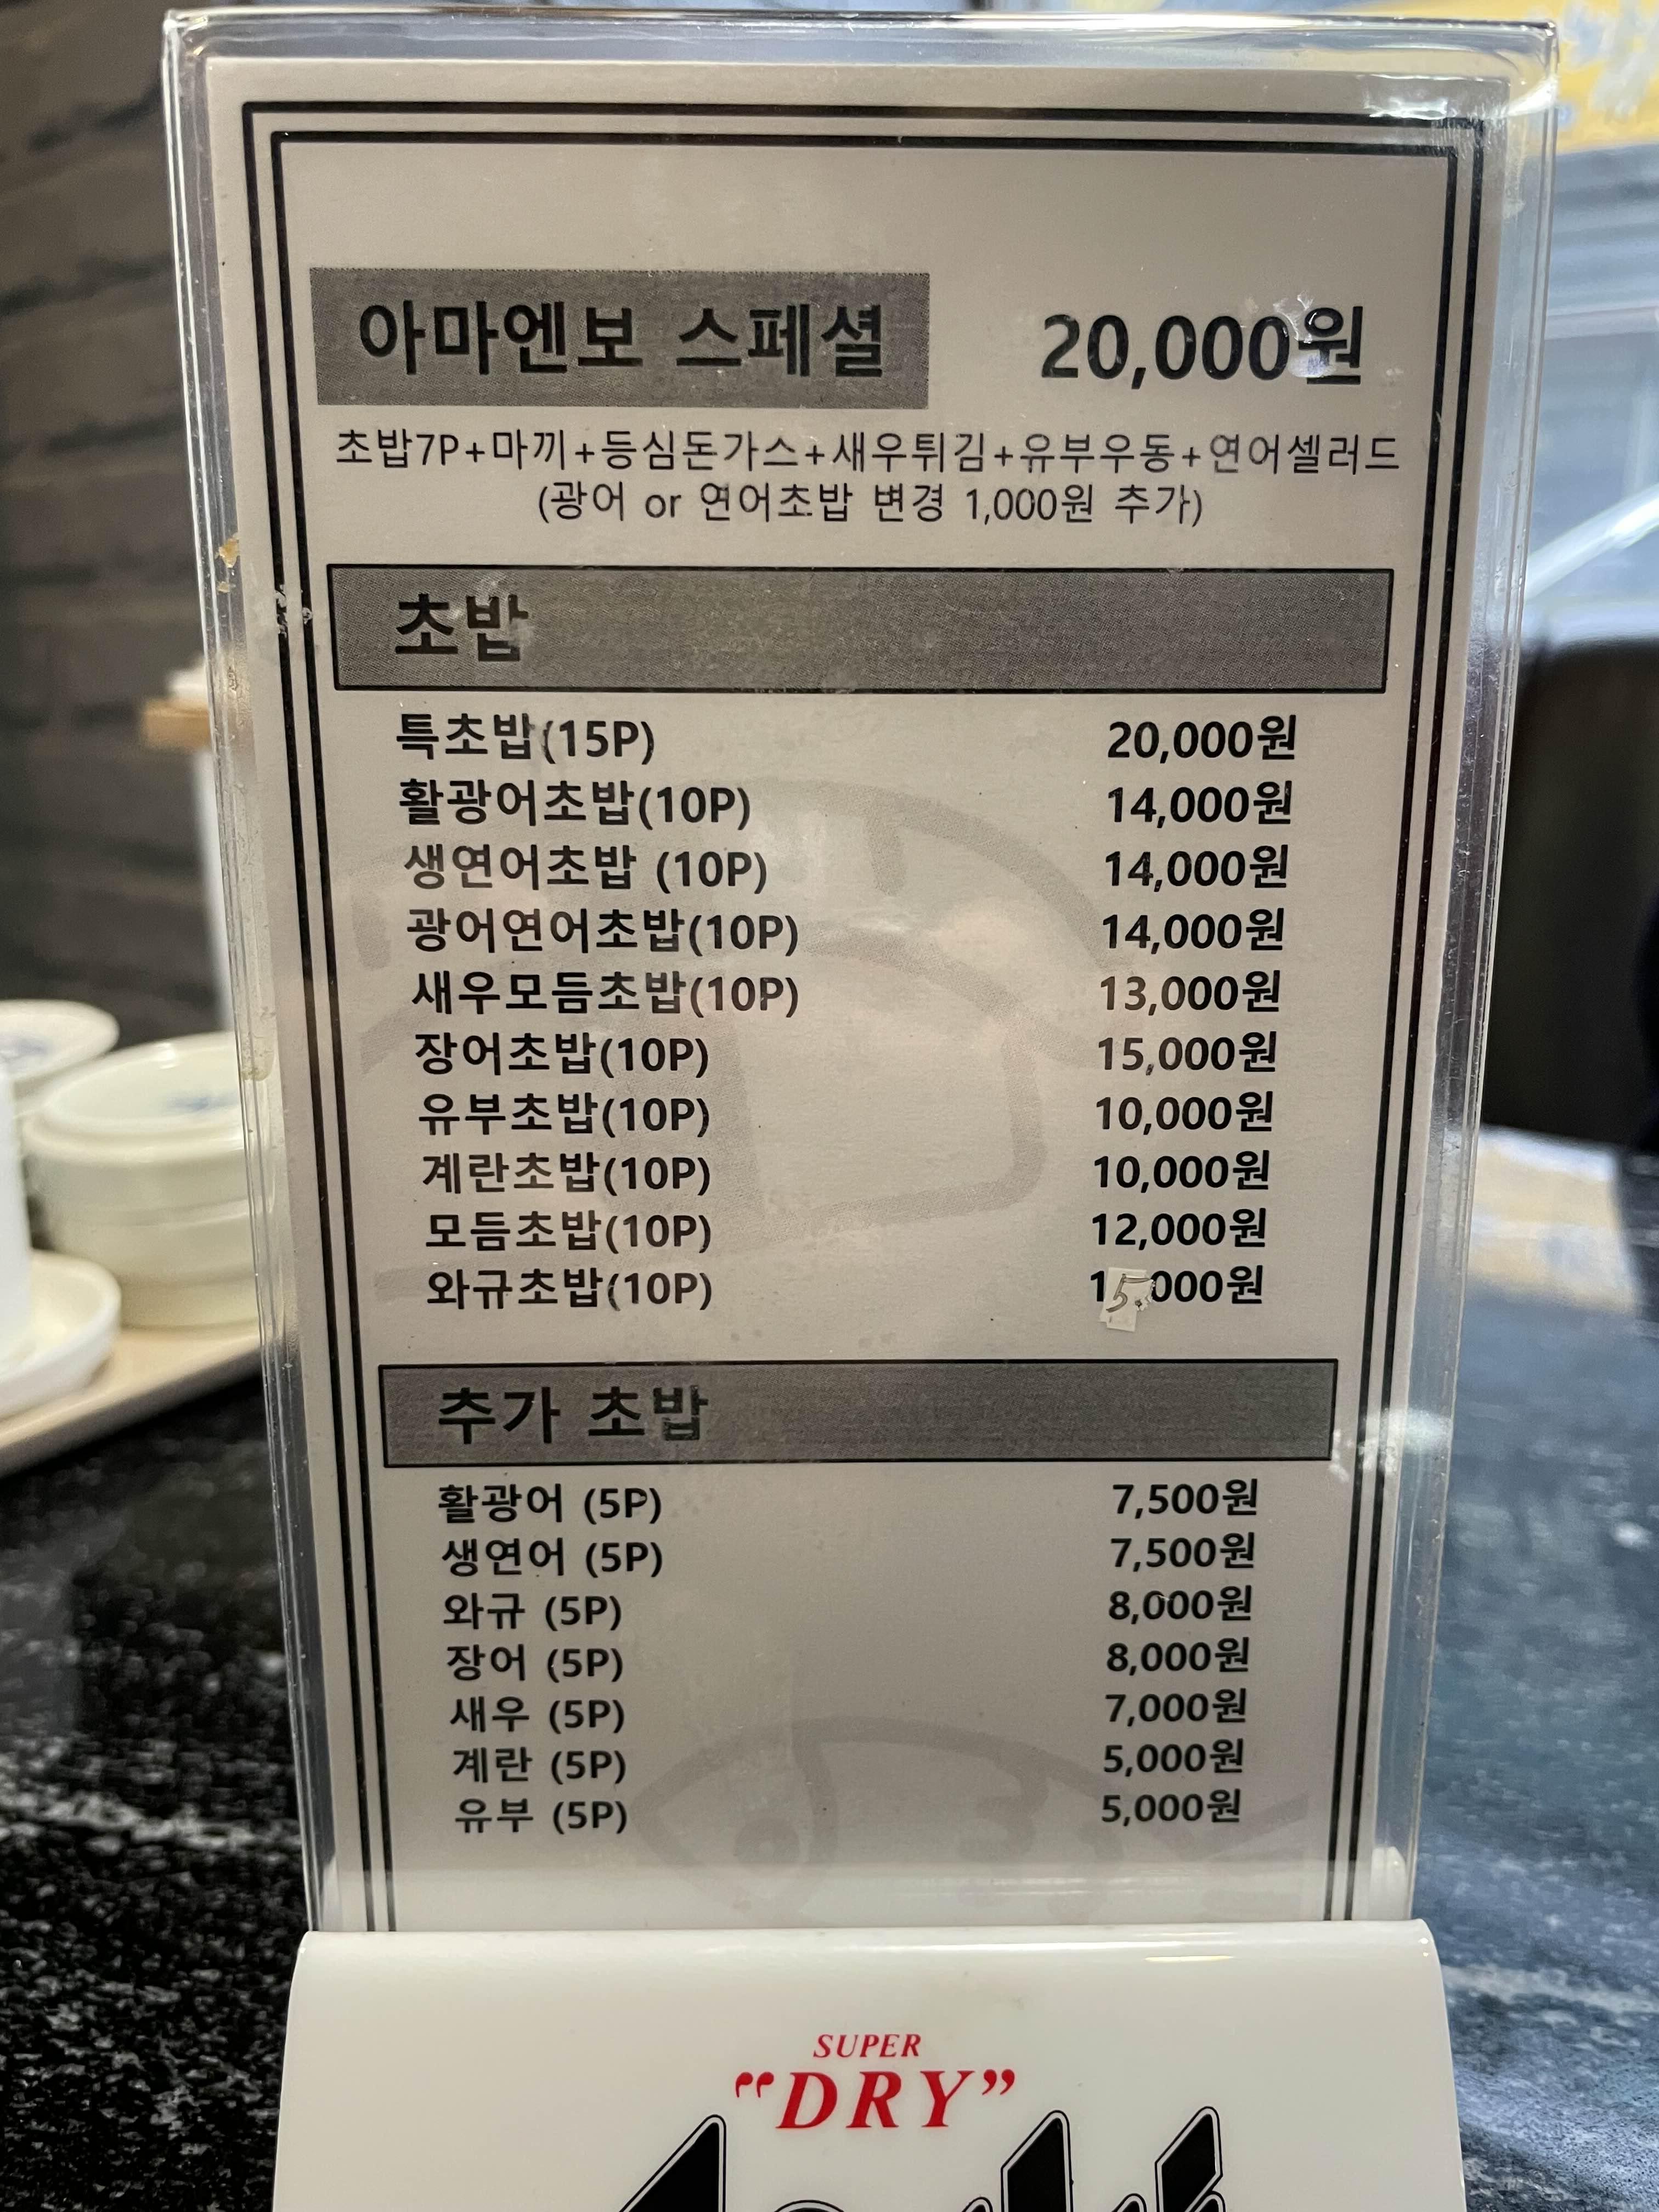 아마엔보 스페셜 20,000원
초밥7P+마끼+등심돈가스+새우튀김+유부우동+연어셀러드
(광어 or 연어초밥 변경 1,000원 추가)
초밥
특초밥(15P) 20,000원
활광어초밥(10P) 14,000원
생연어초밥 (10P) 14,000원
광어연어초밥(10P) 14,000원
새우모듬초밥(10P) 13,000원
장어초밥(10P) 15,000원
유부초밥(10P) 10,000원
계란초밥(10P) 10,000원
모듬초밥(10P) 12,000원
와규초밥(10P) 15,000원
추가 초밥
활광어 (5P) 7,500원
생연어 (5P) 7,500원
와규 (5P) 8,000원
장어 (5P) 8,000원
새우 (5P) 7,000원
계란 (5P) 5,000원
유부 (5P) 5,000원
SUPER
"DRY"